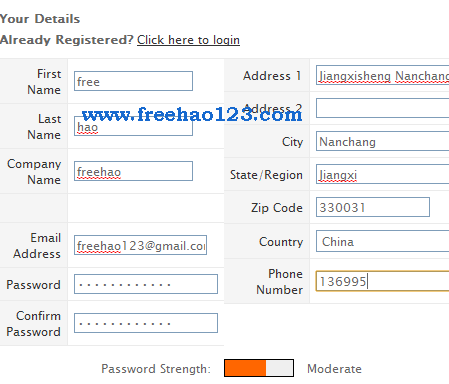 Your Details
Already Registered? Click here to login
First Name
free
Last Name
hao
Company Name
freehao
Email Address
freehao123@gmail.co
Password
............
Confirm Password
............
Address 1
Jiangxisheng Nanchang
Address 2
City
Nanchang
State/Region
Jiangxi
Zip Code
330031
Country
China
Phone Number
136995
www.freehao123.com
Password Strength:
Moderate